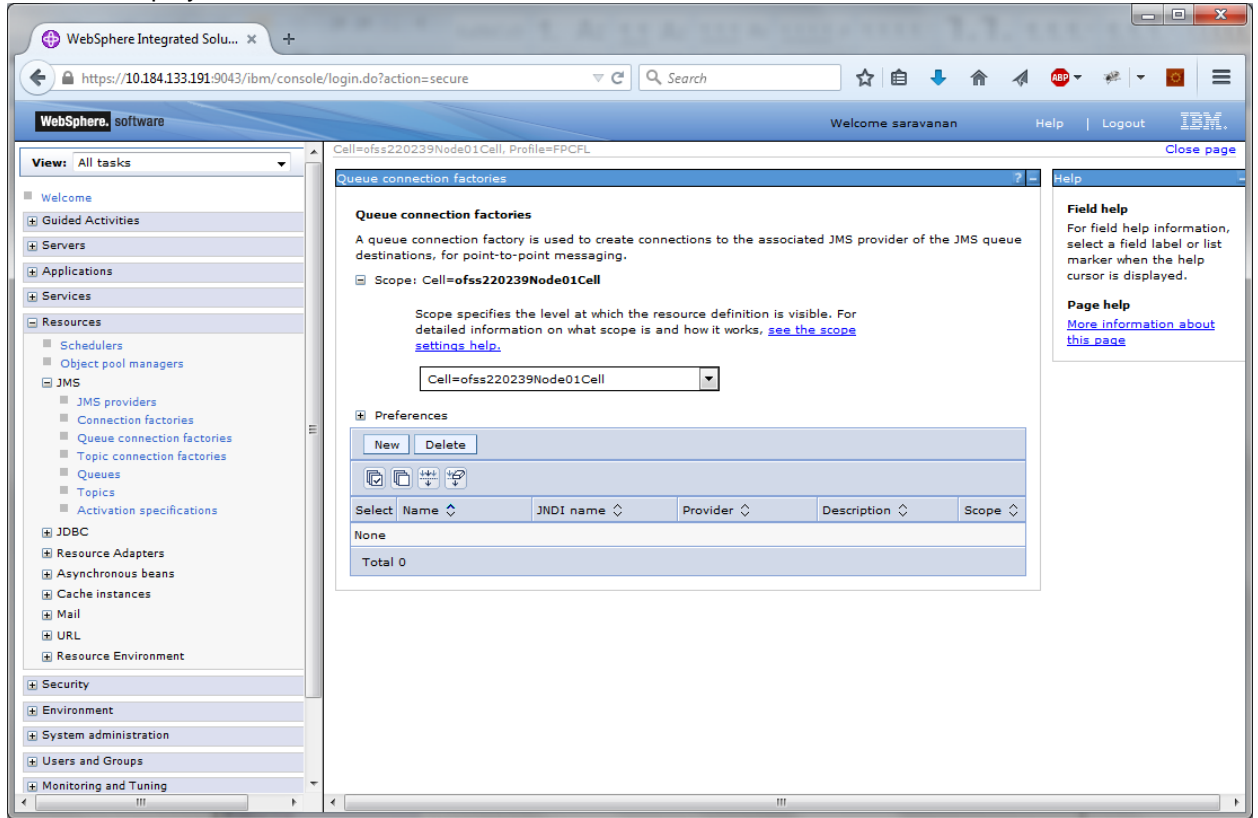 WebSphere Integrated Solu... × +
https://10.184.133.191:9043/ibm/console/login.do?action=secure
Search
ABP
WebSphere. software
Welcome saravanan
Help | Logout
IBM.
View: All tasks
Welcome
Guided Activities
Servers
Applications
Services
Resources
Schedulers
Object pool managers
JMS
JMS providers
Connection factories
Queue connection factories
Topic connection factories
Queues
Topics
Activation specifications
JDBC
Resource Adapters
Asynchronous beans
Cache instances
Mail
URL
Resource Environment
Security
Environment
System administration
Users and Groups
Monitoring and Tuning
Cell=ofss220239Node01Cell, Profile=FPCFL
Close page
Queue connection factories
? -
Queue connection factories
A queue connection factory is used to create connections to the associated JMS provider of the JMS queue
destinations, for point-to-point messaging.
Scope: Cell=ofss220239Node01Cell
Scope specifies the level at which the resource definition is visible. For
detailed information on what scope is and how it works, see the scope
settings help.
Cell=ofss220239Node01Cell
Preferences
New Delete
Select Name JNDI name Provider Description Scope
None
Total 0
Help
Field help
For field help information,
select a field label or list
marker when the help
cursor is displayed.
Page help
More information about
this page